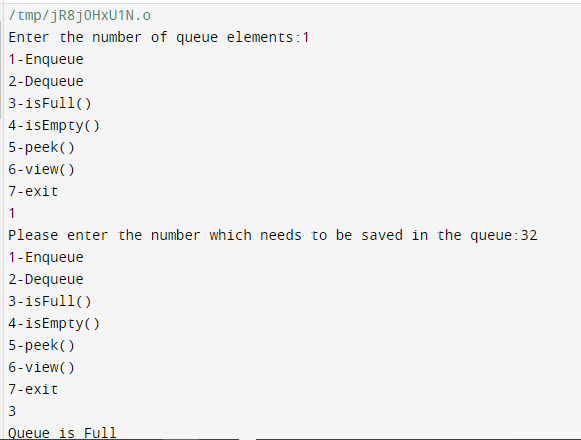 /tmp/jR8jOHxU1N.o
Enter the number of queue elements:1
1-Enqueue
2-Dequeue
3-isFull()
4-isEmpty()
5-peek()
6-view()
7-exit
1
Please enter the number which needs to be saved in the queue:32
1-Enqueue
2-Dequeue
3-isFull()
4-isEmpty()
5-peek()
6-view()
7-exit
3
Queue is Full